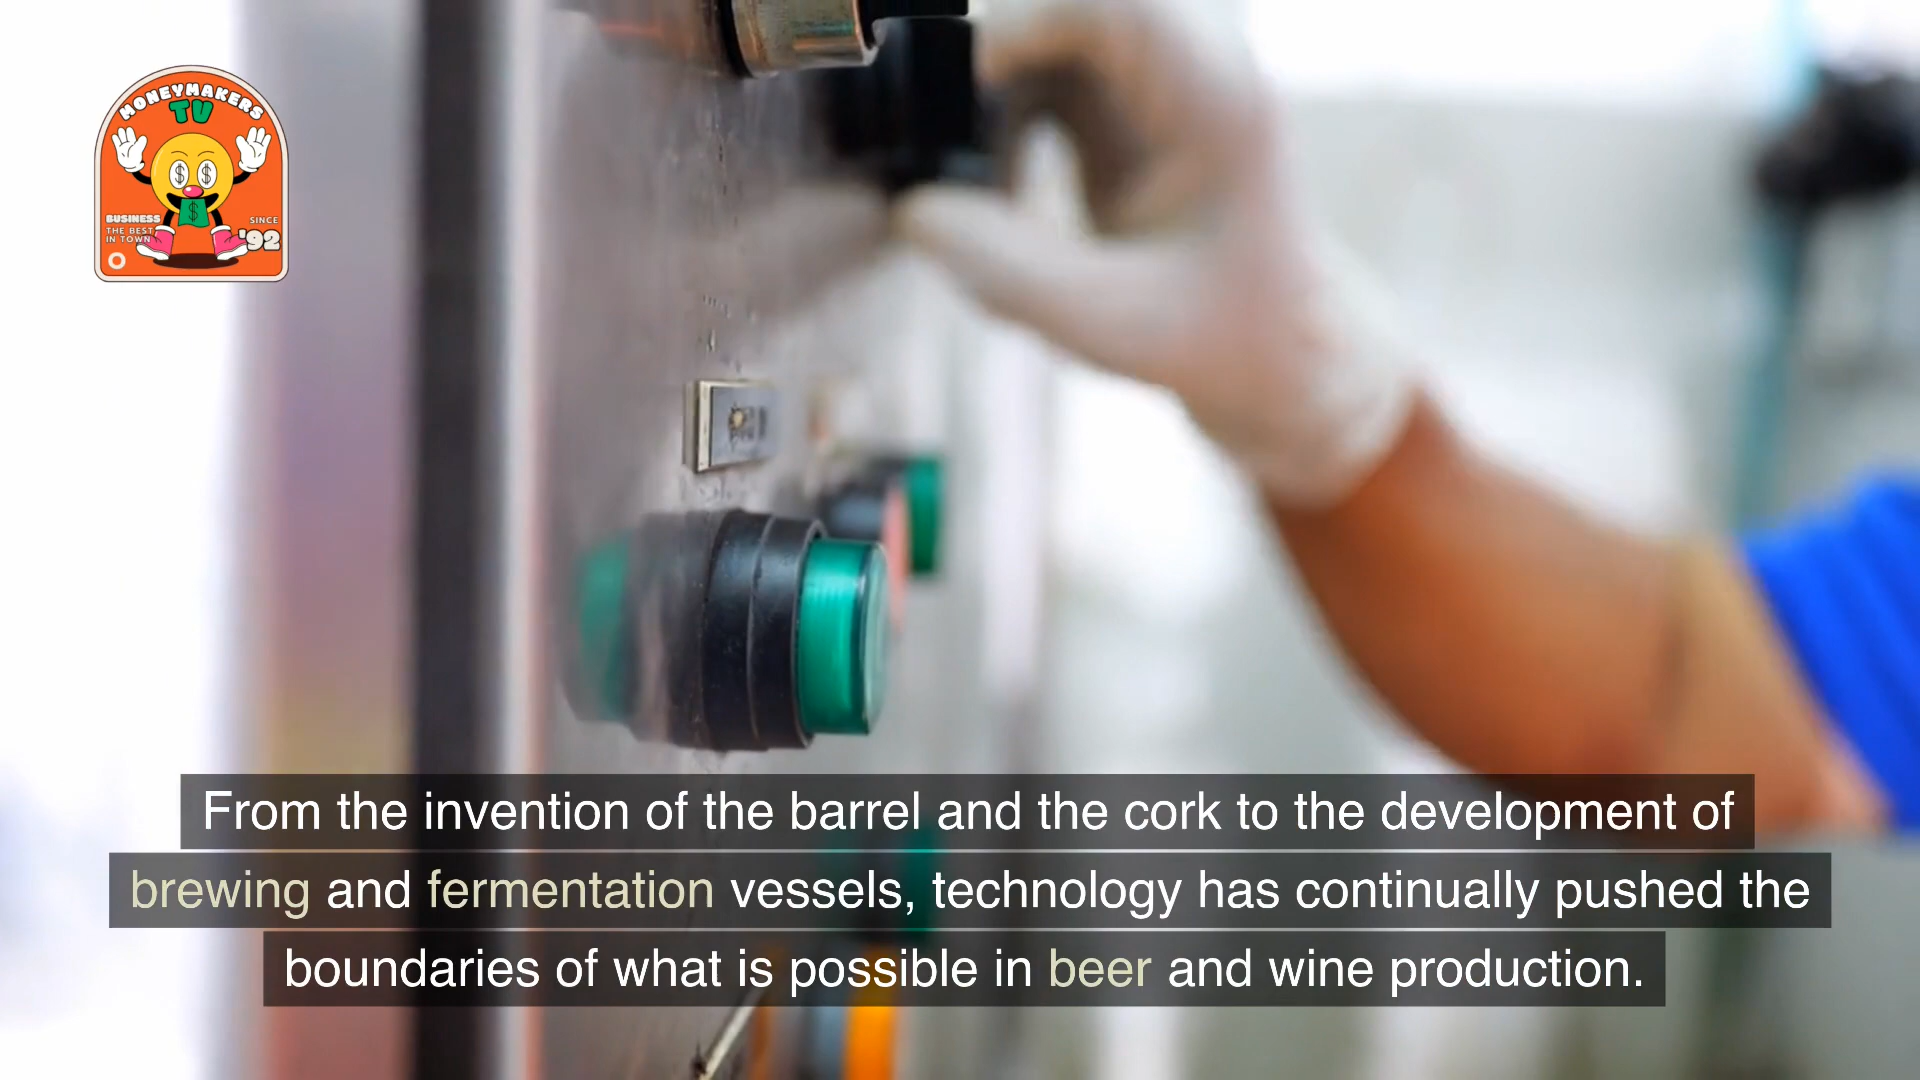 MONEYMAKERS
TV
BUSINESS
THE BEST
IN TOWN
SINCE
'92
From the invention of the barrel and the cork to the development of
brewing and fermentation vessels, technology has continually pushed the
boundaries of what is possible in beer and wine production.